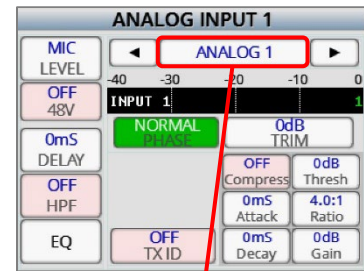 ANALOG INPUT 1
MIC
LEVEL
◄ ANALOG 1 ►
-40 -30 -20 -10 0
OFF
48V
INPUT 1 1
NORMAL
PHASE
0dB
TRIM
0mS
DELAY
OFF
Compress
0dB
Thresh
OFF
HPF
0mS
Attack
4.0:1
Ratio
EQ
OFF
TX ID
0mS
Decay
0dB
Gain